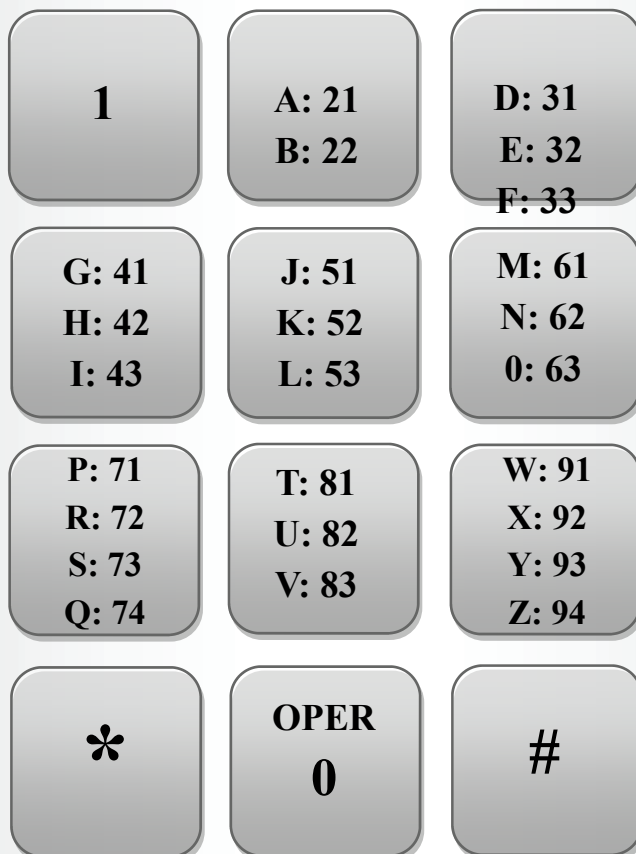 1
A: 21
B: 22
D: 31
E: 32
F: 33
G: 41
H: 42
I: 43
J: 51
K: 52
L: 53
M: 61
N: 62
0: 63
P: 71
R: 72
S: 73
Q: 74
T: 81
U: 82
V: 83
W: 91
X: 92
Y: 93
Z: 94
*
OPER
0
#